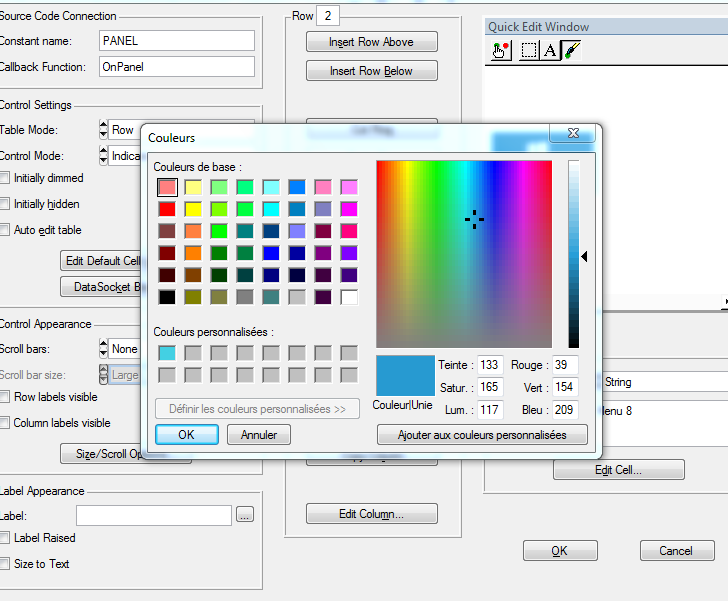 Source Code Connection
Constant name: PANEL
Callback Function: OnPanel
Control Settings
Table Mode: Row
Control Mode: Indica
Initially dimmed
Initially hidden
Auto edit table
Edit Default Cell
DataSocket B
Control Appearance
Scroll bars: None
Scroll bar size: Large
Row labels visible
Column labels visible
Size/Scroll Op
Label Appearance
Label:
...
Label Raised
Size to Text
Row 2
Insert Row Above
Insert Row Below
Edit Column...
Quick Edit Window
A
Couleurs
Couleurs de base :
Couleurs personnalisées :
Définir les couleurs personnalisées >>
OK
Annuler
Couleur|Unie
Teinte : 133
Satur. : 165
Lum. : 117
Rouge : 39
Vert : 154
Bleu : 209
Ajouter aux couleurs personnalisées
String
lenu 8
Edit Cell...
OK
Cancel